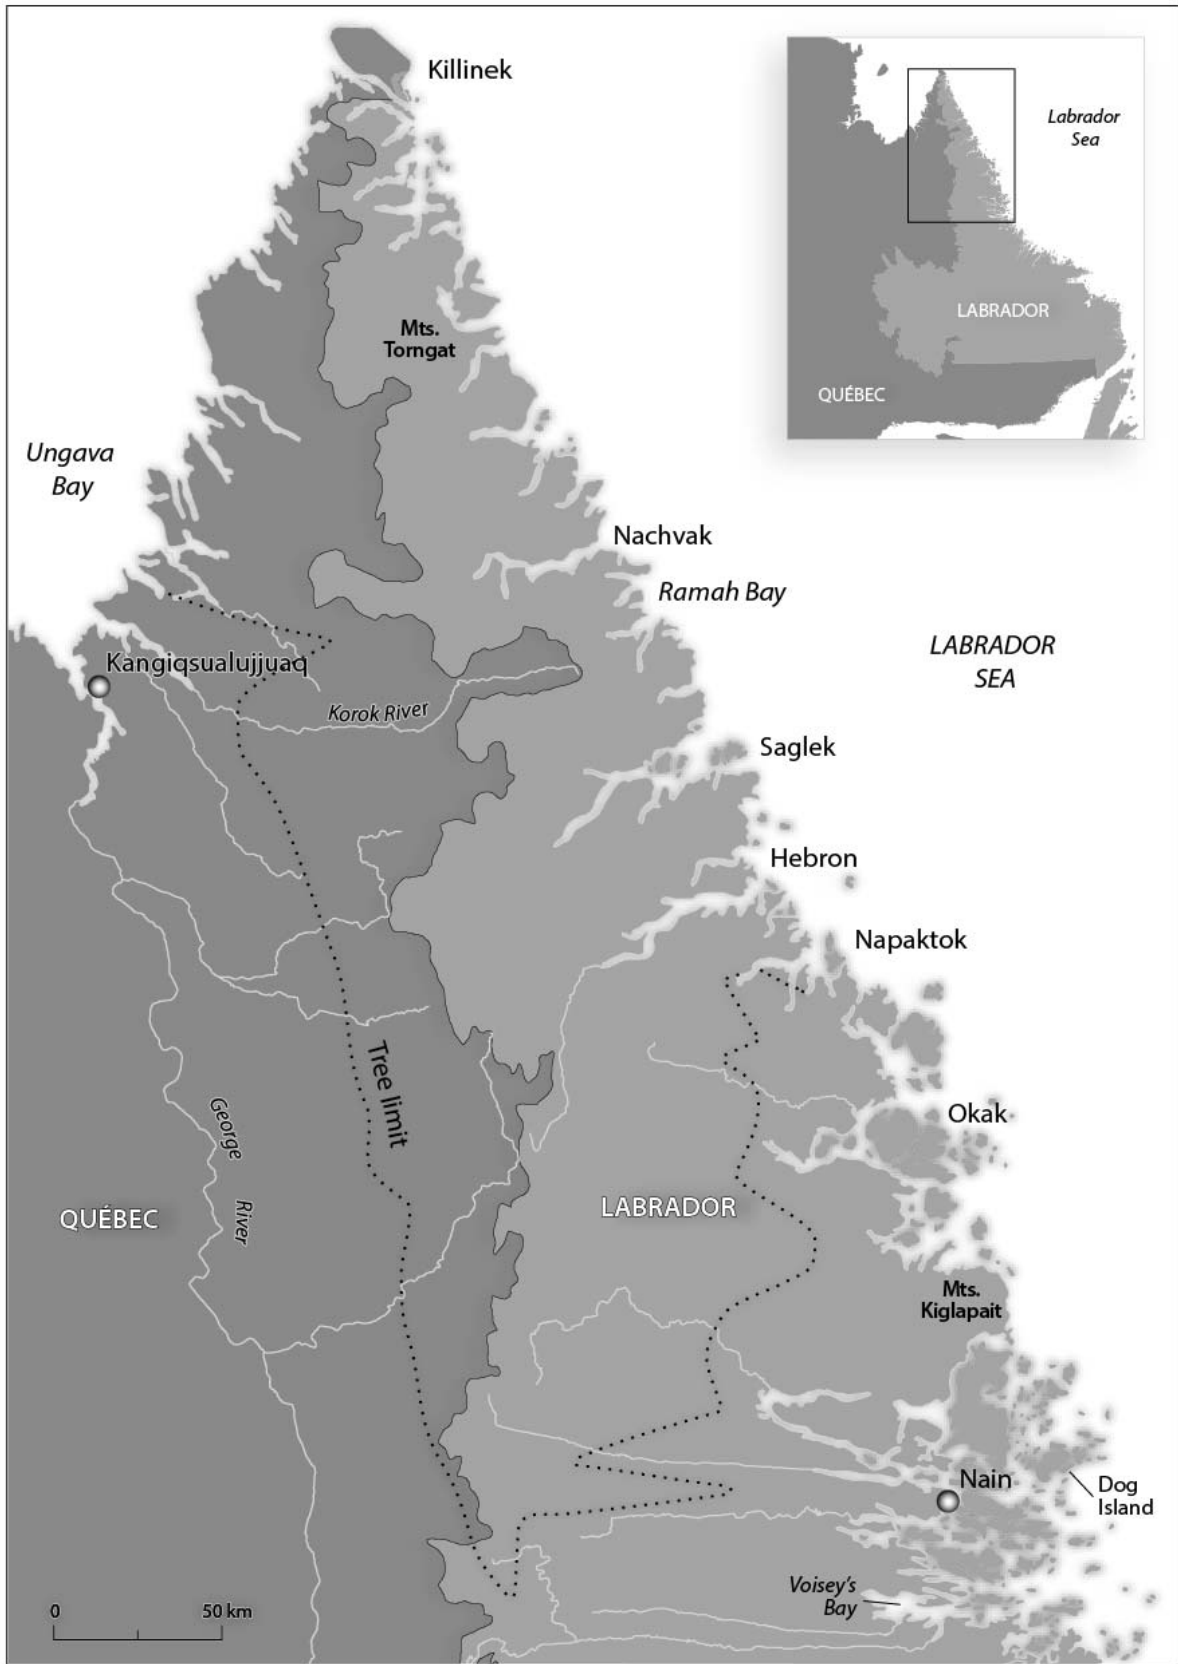 Killinek
Labrador
Sea
LABRADOR
QUÉBEC
Mts.
Torngat
Ungava
Bay
Nachvak
Ramah Bay
LABRADOR
SEA
Kangiqsualujjuaq
Korok River
Saglek
Hebron
Napaktok
Tree limit
George
River
Okak
QUÉBEC
LABRADOR
Mts.
Kiglapait
Nain
Dog
Island
Voisey's
Bay
0 50 km